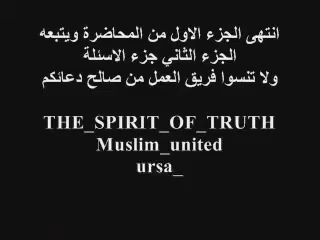 انتهى الجزء الاول من المحاضرة ويتبعه
الجزء الثاني جزء الاسئلة
ولا تنسوا فريق العمل من صالح دعائكم
THE_SPIRIT_OF_TRUTH
Muslim_united
ursa_